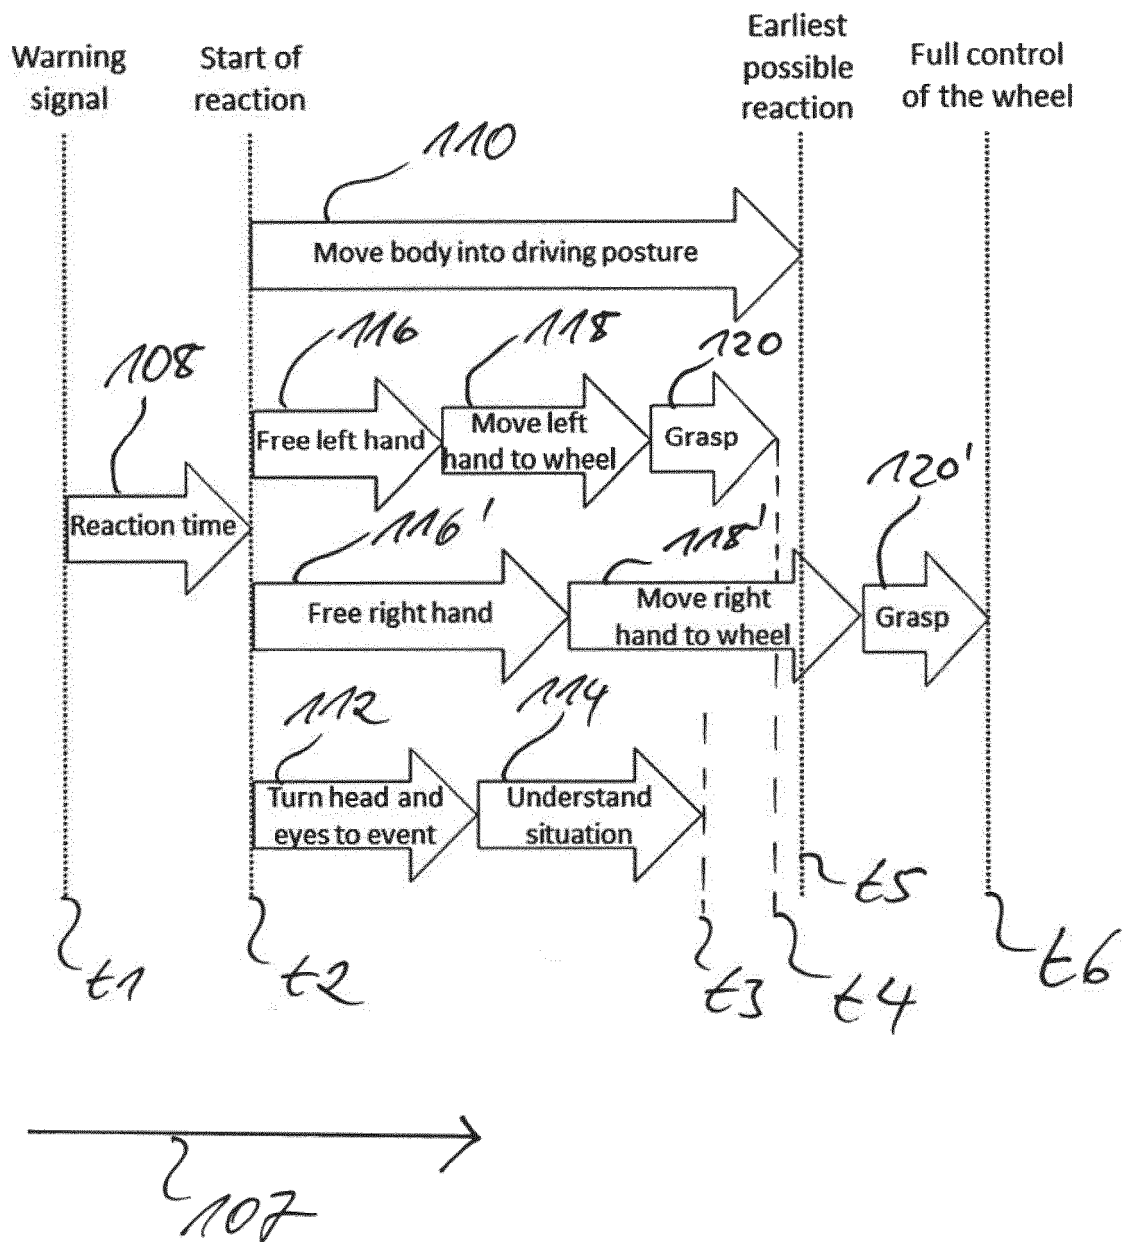 Warning
signal
Start of
reaction
Earliest
possible
reaction
Full control
of the wheel
110
Move body into driving posture
116
118
120
108
Free left hand
Move left
hand to wheel
Grasp
120'
Reaction time
116'
118'
Free right hand
Move right
hand to wheel
Grasp
112
114
Turn head and
eyes to event
Understand
situation
t5
t1
t2
t3
t4
t6
107